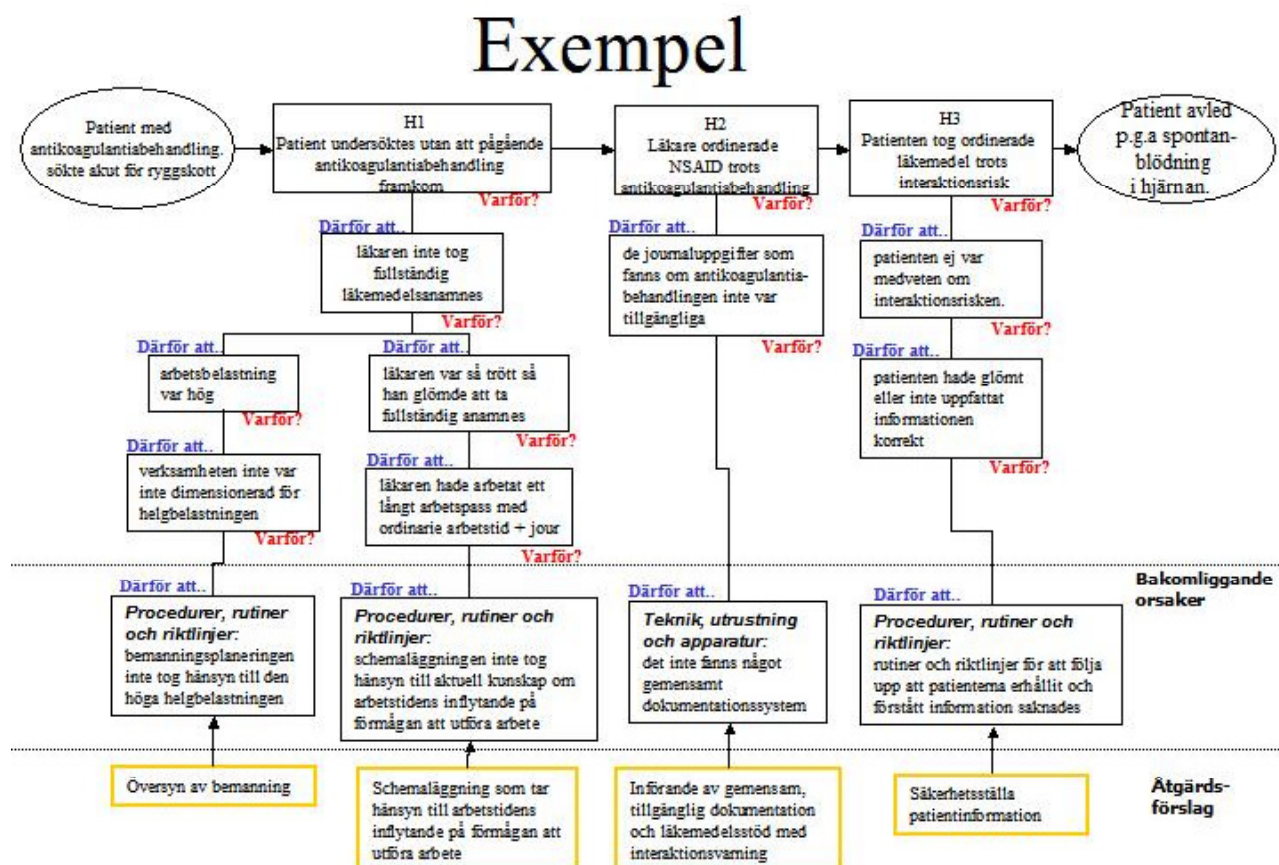 Exempel
Patient med
antikoagulantiabehandling.
sökte akut för ryggskott
H1
Patient undersöktes utan att pågående
antikoagulantiabehandling
framkom
Varför?
H2
Läkare ordinerade
NSAID trots
antikoagulantiabehandling
Varför?
H3
Patienten tog ordinerade
läkemedel trots
interaktionsrisk
Varför?
Patient avled
p.g.a spontan-
blödning
i hjärnan.
Därför att..
läkaren inte tog
fullständig
läkemedelsanamnes
Varför?
Därför att..
de journaluppgifter som
fanns om antikoagulantia-
behandlingen inte var
tillgängliga
Varför?
Därför att..
patienten ej var
medveten om
interaktionsrisken.
Varför?
Därför att..
arbetsbelastning
var hög
Varför?
Därför att..
läkaren var så trött så
han glömde att ta
fullständig anamnes
Varför?
Därför att..
patienten hade glömt
eller inte uppfattat
informationen
korrekt
Varför?
Därför att..
verksamheten inte var
inte dimensionerad för
helgbelastningen
Varför?
Därför att..
läkaren hade arbetat ett
långt arbetspass med
ordinarie arbetstid + jour
Varför?
Bakomliggande
orsaker
Därför att..
Procedurer, rutiner
och riktlinjer:
bemanningsplaneringen
inte tog hänsyn till den
höga helgbelastningen
Därför att..
Procedurer, rutiner och
riktlinjer:
schemaläggningen inte tog
hänsyn till aktuell kunskap om
arbetstidens inflytande på
förmågan att utföra arbete
Därför att..
Teknik, utrustning
och apparatur:
det inte fanns något
gemensamt
dokumentationssystem
Därför att..
Procedurer, rutiner och
riktlinjer:
rutiner och riktlinjer för att följa
upp att patienterna erhållit och
förstått information saknades
Översyn av bemanning
Schemaläggning som tar
hänsyn till arbetstidens
inflytande på förmågan att
utföra arbete
Införande av gemensam,
tillgänglig dokumentation
och läkemedelsstöd med
interaktionsvarning
Säkerhetsställa
patientinformation
Åtgärds-
förslag